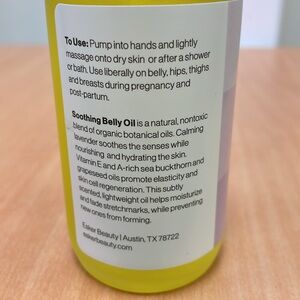 To Use: Pump into hands and lightly
massage onto dry skin or after a shower
or bath. Use liberally on belly, hips, thighs
and breasts during pregnancy and
post-partum.
Soothing Belly Oil is a natural, nontoxic
blend of organic botanical oils. Calming
lavender soothes the senses while
nourishing and hydrating the skin.
Vitamin E and A-rich sea buckthorn and
grapeseed oils promote elasticity and
skin cell regeneration. This subtly
scented, lightweight oil helps moisturize
and fade stretchmarks, while preventing
new ones from forming.
Esker Beauty | Austin, TX 78722
eskerbeauty.com